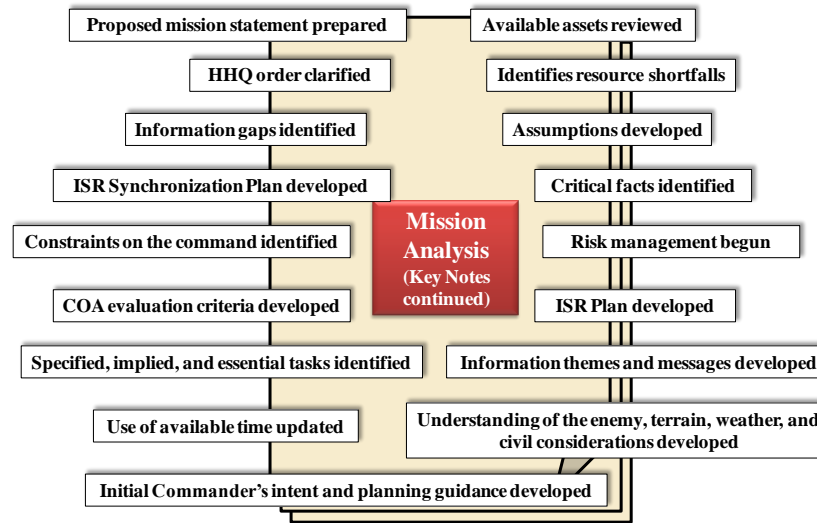 Proposed mission statement prepared
Available assets reviewed
HHQ order clarified
Identifies resource shortfalls
Information gaps identified
Assumptions developed
ISR Synchronization Plan developed
Critical facts identified
Mission
Analysis
(Key Notes
continued)
Constraints on the command identified
Risk management begun
COA evaluation criteria developed
ISR Plan developed
Specified, implied, and essential tasks identified
Information themes and messages developed
Use of available time updated
Understanding of the enemy, terrain, weather, and
civil considerations developed
Initial Commander’s intent and planning guidance developed